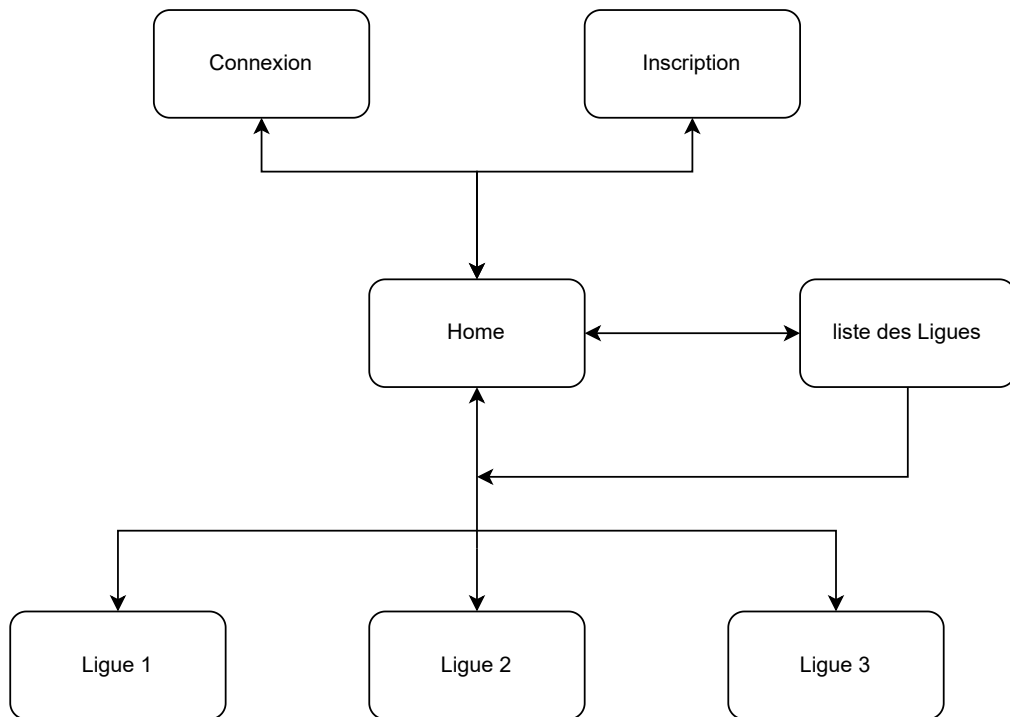 Connexion
Inscription
Home
liste des Ligues
Ligue 1
Ligue 2
Ligue 3